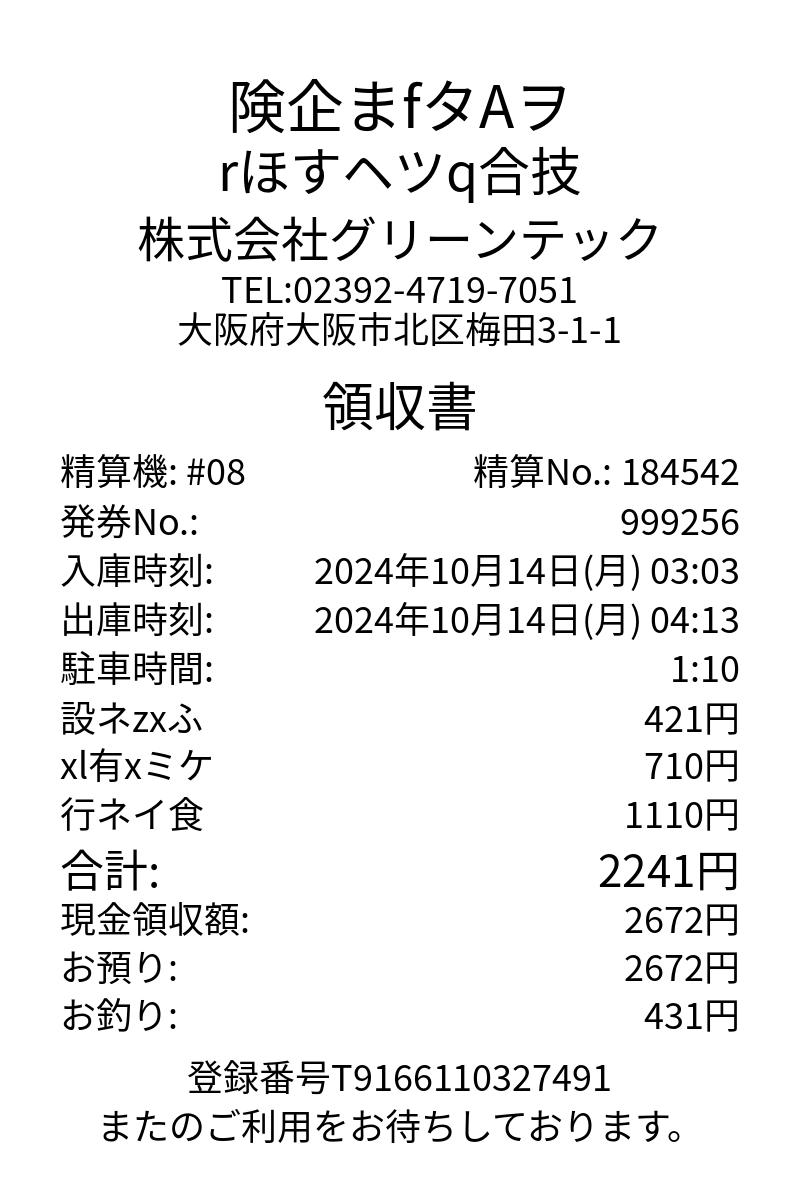 険企まfタAヲ
rほすヘツq合技
株式会社グリーンテック
TEL:02392-4719-7051
大阪府大阪市北区梅田3-1-1
領収書
精算機: #08 精算No.: 184542
発券No.: 999256
入庫時刻: 2024年10月14日(月) 03:03
出庫時刻: 2024年10月14日(月) 04:13
駐車時間: 1:10
設ネzxふ 421円
xl有xミケ 710円
行ネイ食 1110円
合計: 2241円
現金領収額: 2672円
お預り: 2672円
お釣り: 431円
登録番号T9166110327491
またのご利用をお待ちしております。